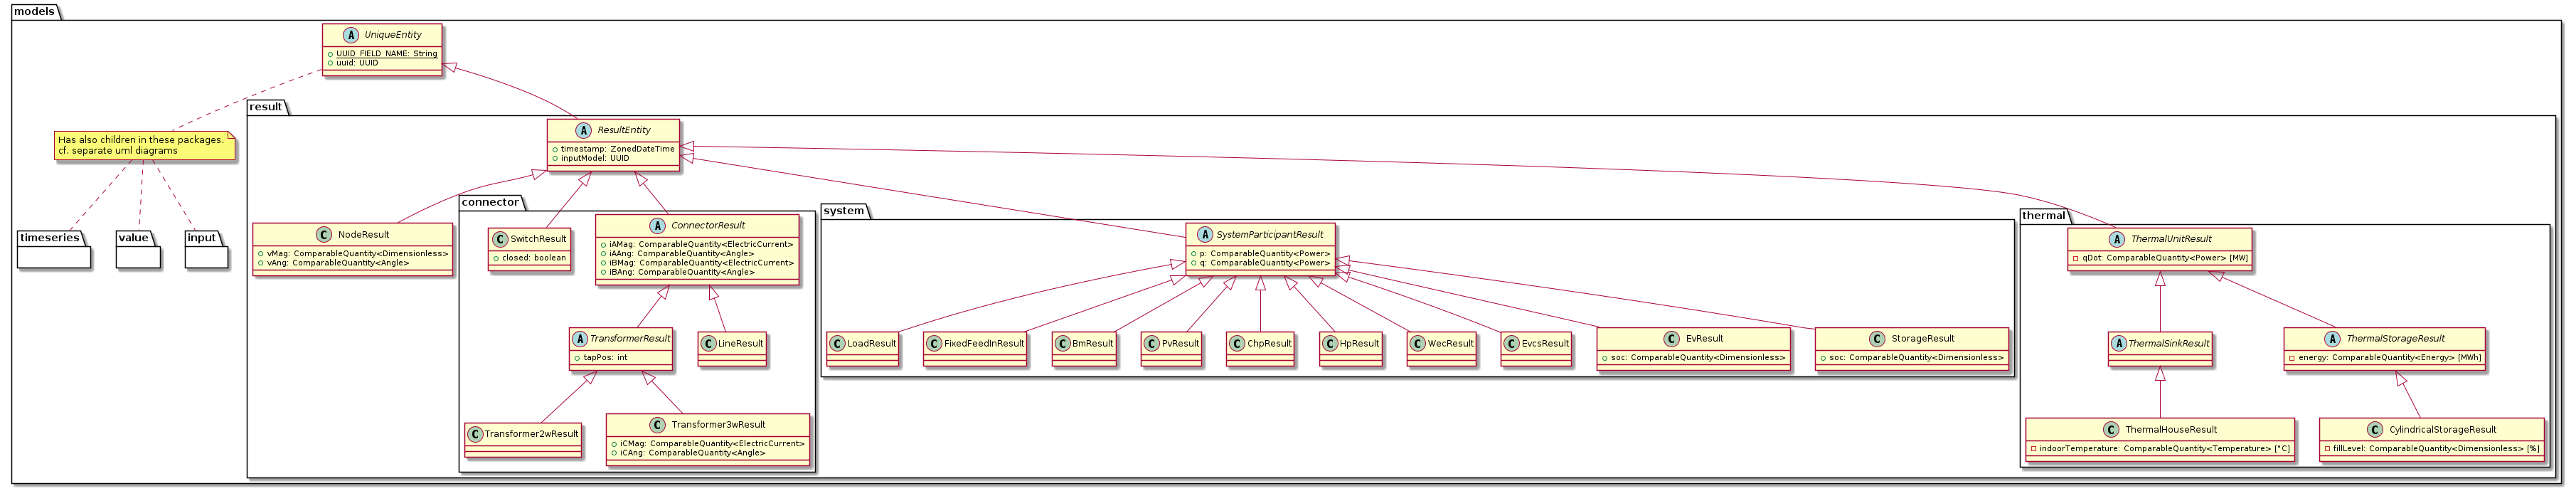 models
A UniqueEntity
UUID_FIELD_NAME: String
uuid: UUID
Has also children in these packages.
cf. separate uml diagrams
timeseries
value
input
result
A ResultEntity
timestamp: ZonedDateTime
inputModel: UUID
C NodeResult
vMag: ComparableQuantity<Dimensionless>
vAng: ComparableQuantity<Angle>
connector
C SwitchResult
closed: boolean
A ConnectorResult
iAMag: ComparableQuantity<ElectricCurrent>
iAAng: ComparableQuantity<Angle>
iBMag: ComparableQuantity<ElectricCurrent>
iBAng: ComparableQuantity<Angle>
A TransformerResult
tapPos: int
C LineResult
C Transformer2wResult
C Transformer3wResult
iCMag: ComparableQuantity<ElectricCurrent>
iCAng: ComparableQuantity<Angle>
system
A SystemParticipantResult
p: ComparableQuantity<Power>
q: ComparableQuantity<Power>
C LoadResult
C FixedFeedInResult
C BmResult
C PvResult
C ChpResult
C HpResult
C WecResult
C EvcsResult
C EvResult
soc: ComparableQuantity<Dimensionless>
C StorageResult
soc: ComparableQuantity<Dimensionless>
thermal
A ThermalUnitResult
qDot: ComparableQuantity<Power> [MW]
A ThermalSinkResult
A ThermalStorageResult
energy: ComparableQuantity<Energy> [MWh]
C ThermalHouseResult
indoorTemperature: ComparableQuantity<Temperature> [°C]
C CylindricalStorageResult
fillLevel: ComparableQuantity<Dimensionless> [%]